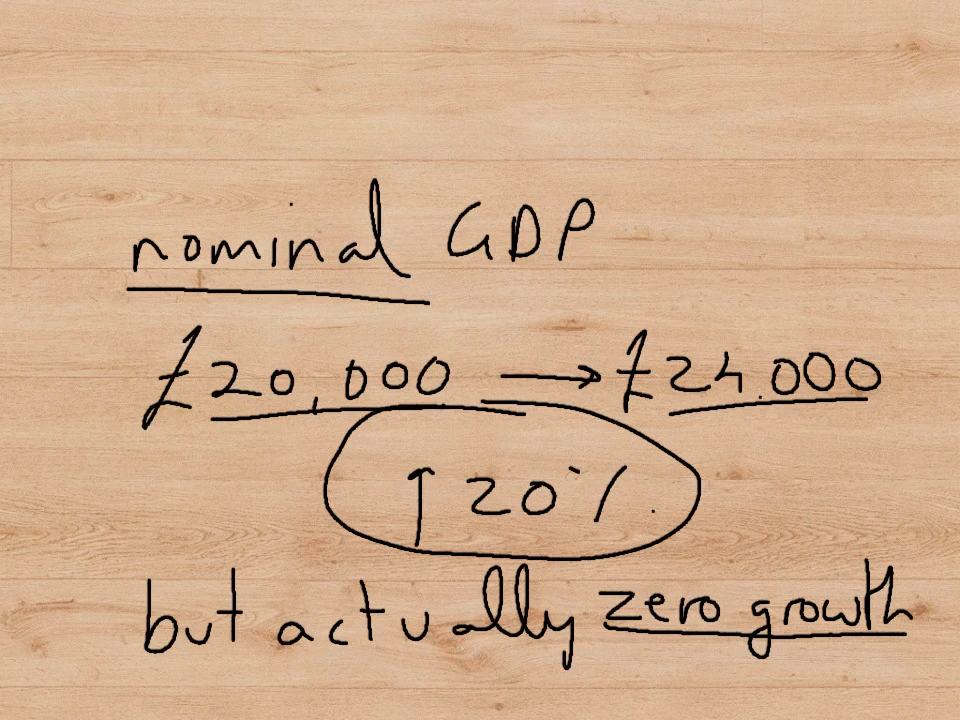 nominal GDP
£20,000 → £24.000
↑ 20%
but actually zero growth